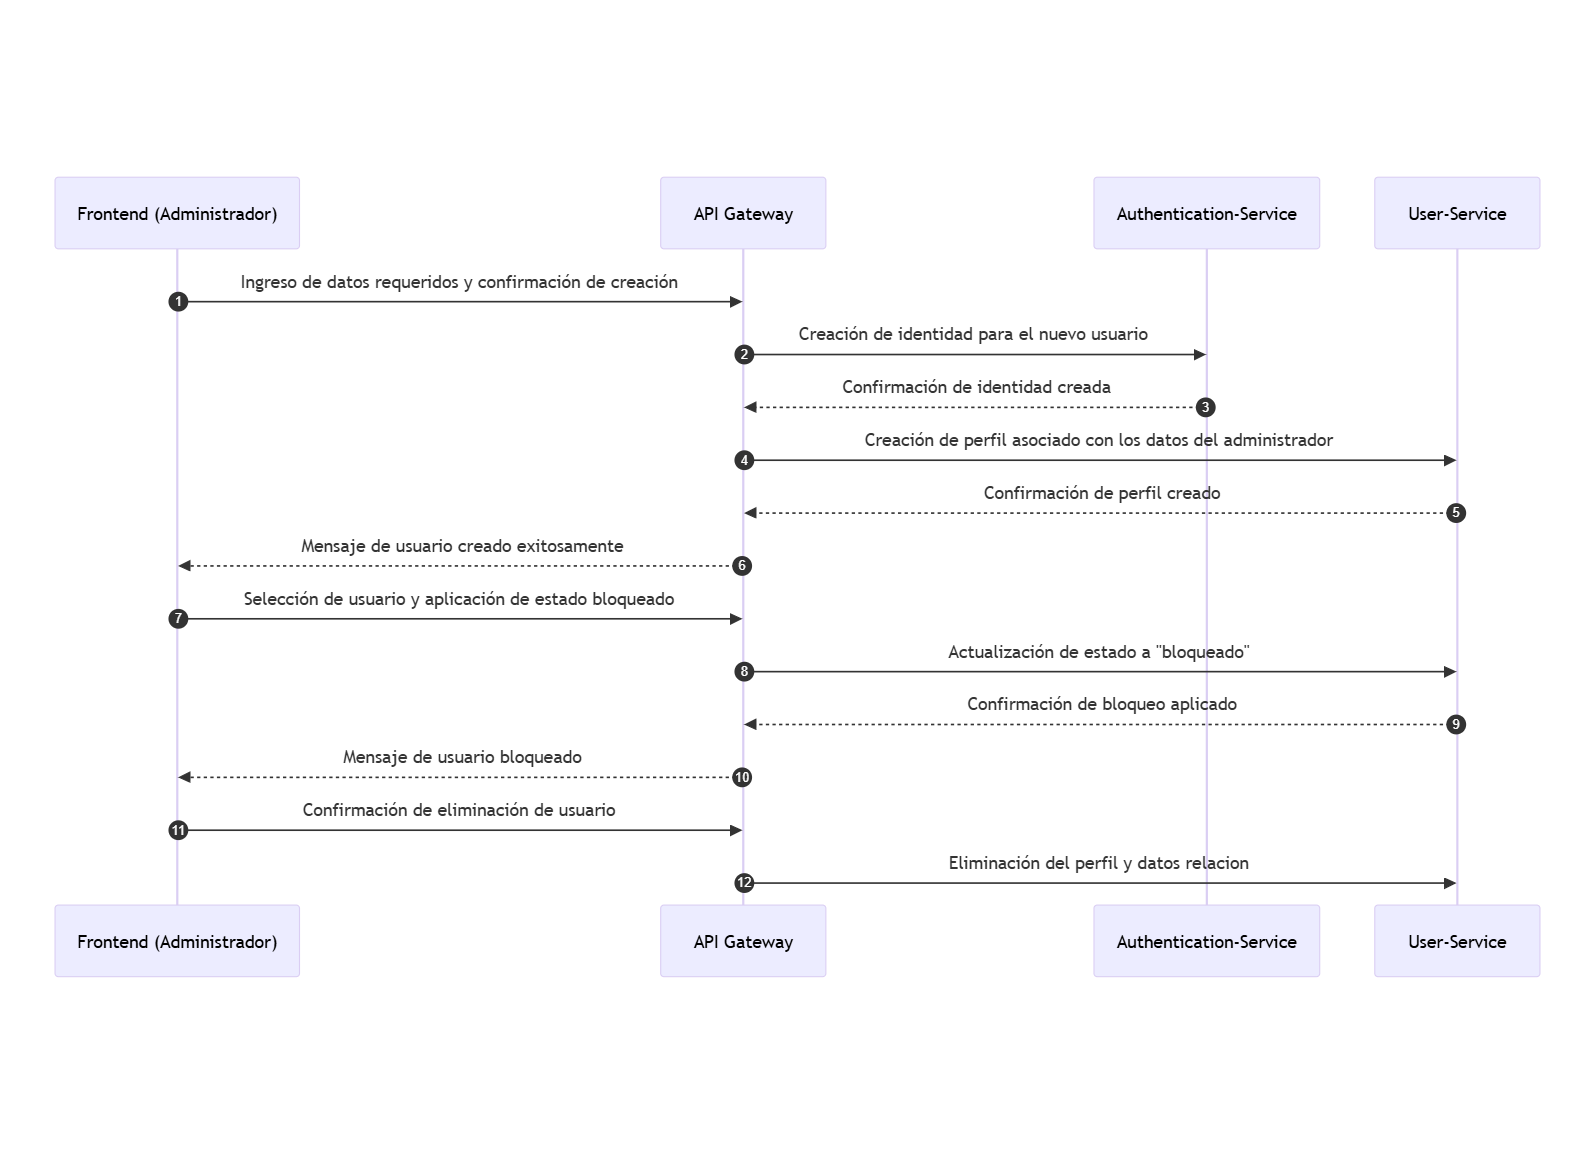 Frontend (Administrador)
API Gateway
Authentication-Service
User-Service
Ingreso de datos requeridos y confirmación de creación
1
Creación de identidad para el nuevo usuario
2
Confirmación de identidad creada
3
Creación de perfil asociado con los datos del administrador
4
Confirmación de perfil creado
5
Mensaje de usuario creado exitosamente
6
Selección de usuario y aplicación de estado bloqueado
7
Actualización de estado a "bloqueado"
8
Confirmación de bloqueo aplicado
9
Mensaje de usuario bloqueado
10
Confirmación de eliminación de usuario
11
Eliminación del perfil y datos relacion
12
Frontend (Administrador)
API Gateway
Authentication-Service
User-Service